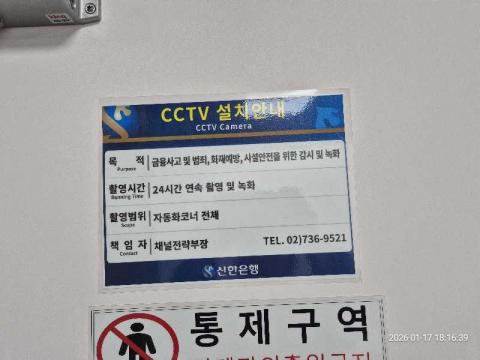 CCTV 설치안내
CCTV Camera
목 적 금융사고 및 범죄, 화재예방, 시설안전을 위한 감시 및 녹화
Purpose
촬영시간 24시간 연속 촬영 및 녹화
Running Time
촬영범위 자동화코너 전체
Scope
책 임 자 채널전략부장 TEL. 02)736-9521
Contact
신한은행
통제구역
2026-01-17 18:16:39